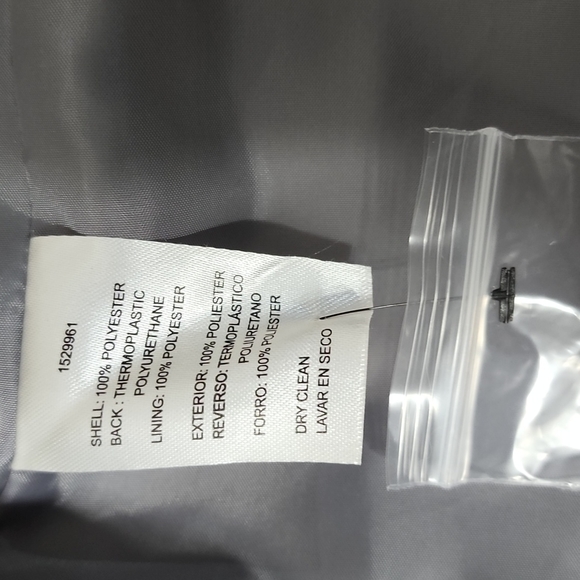 1529961
SHELL: 100% POLYESTER
BACK : THERMOPLASTIC
POLYURETHANE
LINING: 100% POLYESTER
EXTERIOR: 100% POLIESTER
REVERSO: TERMOPLÁSTICO
POLIURETANO
FORRO: 100% POLIESTER
DRY CLEAN
LAVAR EN SECO